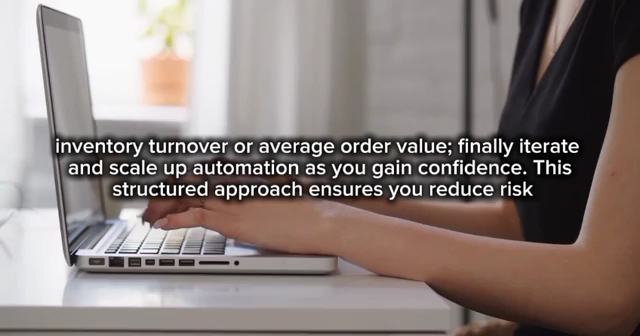 inventory turnover or average order value; finally iterate
and scale up automation as you gain confidence. This
structured approach ensures you reduce risk